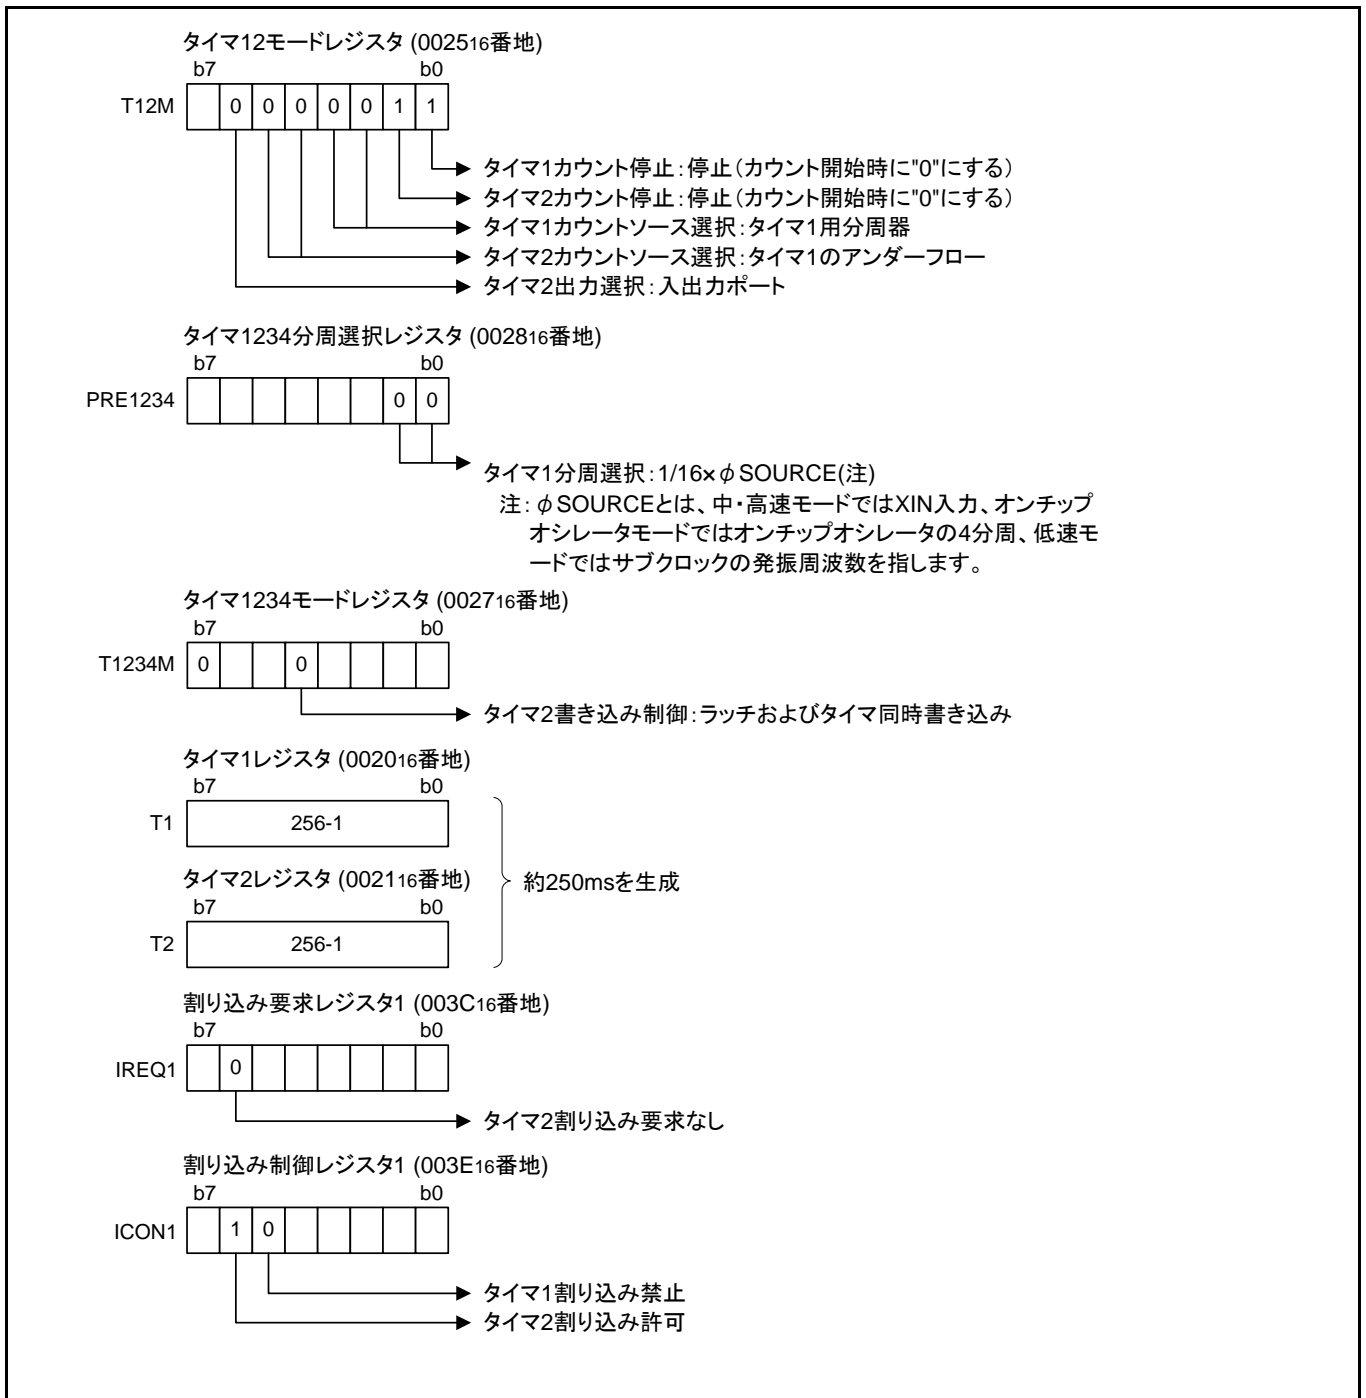 タイマ12モードレジスタ (002516番地)
b7 b0
T12M 0 0 0 0 0 1 1
タイマ1カウント停止:停止(カウント開始時に"0"にする)
タイマ2カウント停止:停止(カウント開始時に"0"にする)
タイマ1カウントソース選択:タイマ1用分周器
タイマ2カウントソース選択:タイマ1のアンダーフロー
タイマ2出力選択:入出力ポート
タイマ1234分周選択レジスタ (002816番地)
b7 b0
PRE1234 0 0
タイマ1分周選択:1/16×φSOURCE(注)
注:φSOURCEとは、中・高速モードではXIN入力、オンチップ
オシレータモードではオンチップオシレータの4分周、低速モ
ードではサブクロックの発振周波数を指します。
タイマ1234モードレジスタ (002716番地)
b7 b0
T1234M 0 0
タイマ2書き込み制御:ラッチおよびタイマ同時書き込み
タイマ1レジスタ (002016番地)
b7 b0
T1 256-1
タイマ2レジスタ (002116番地)
約250msを生成
b7 b0
T2 256-1
割り込み要求レジスタ1 (003C16番地)
b7 b0
IREQ1 0
タイマ2割り込み要求なし
割り込み制御レジスタ1 (003E16番地)
b7 b0
ICON1 1 0
タイマ1割り込み禁止
タイマ2割り込み許可